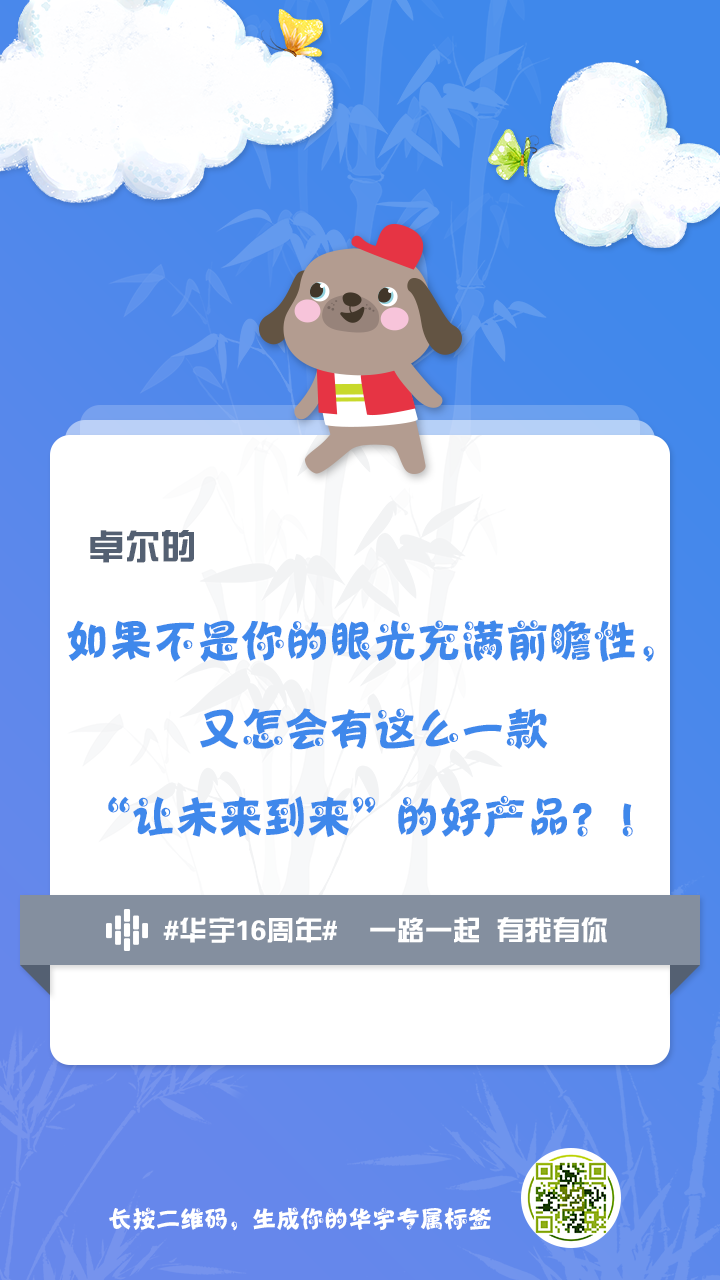 卓尔的
如果不是你的眼光充满前瞻性，
又怎会有这么一款
“让未来到来”的好产品？！
#华宇16周年# 一路一起 有我有你
长按二维码，生成你的华宇专属标签